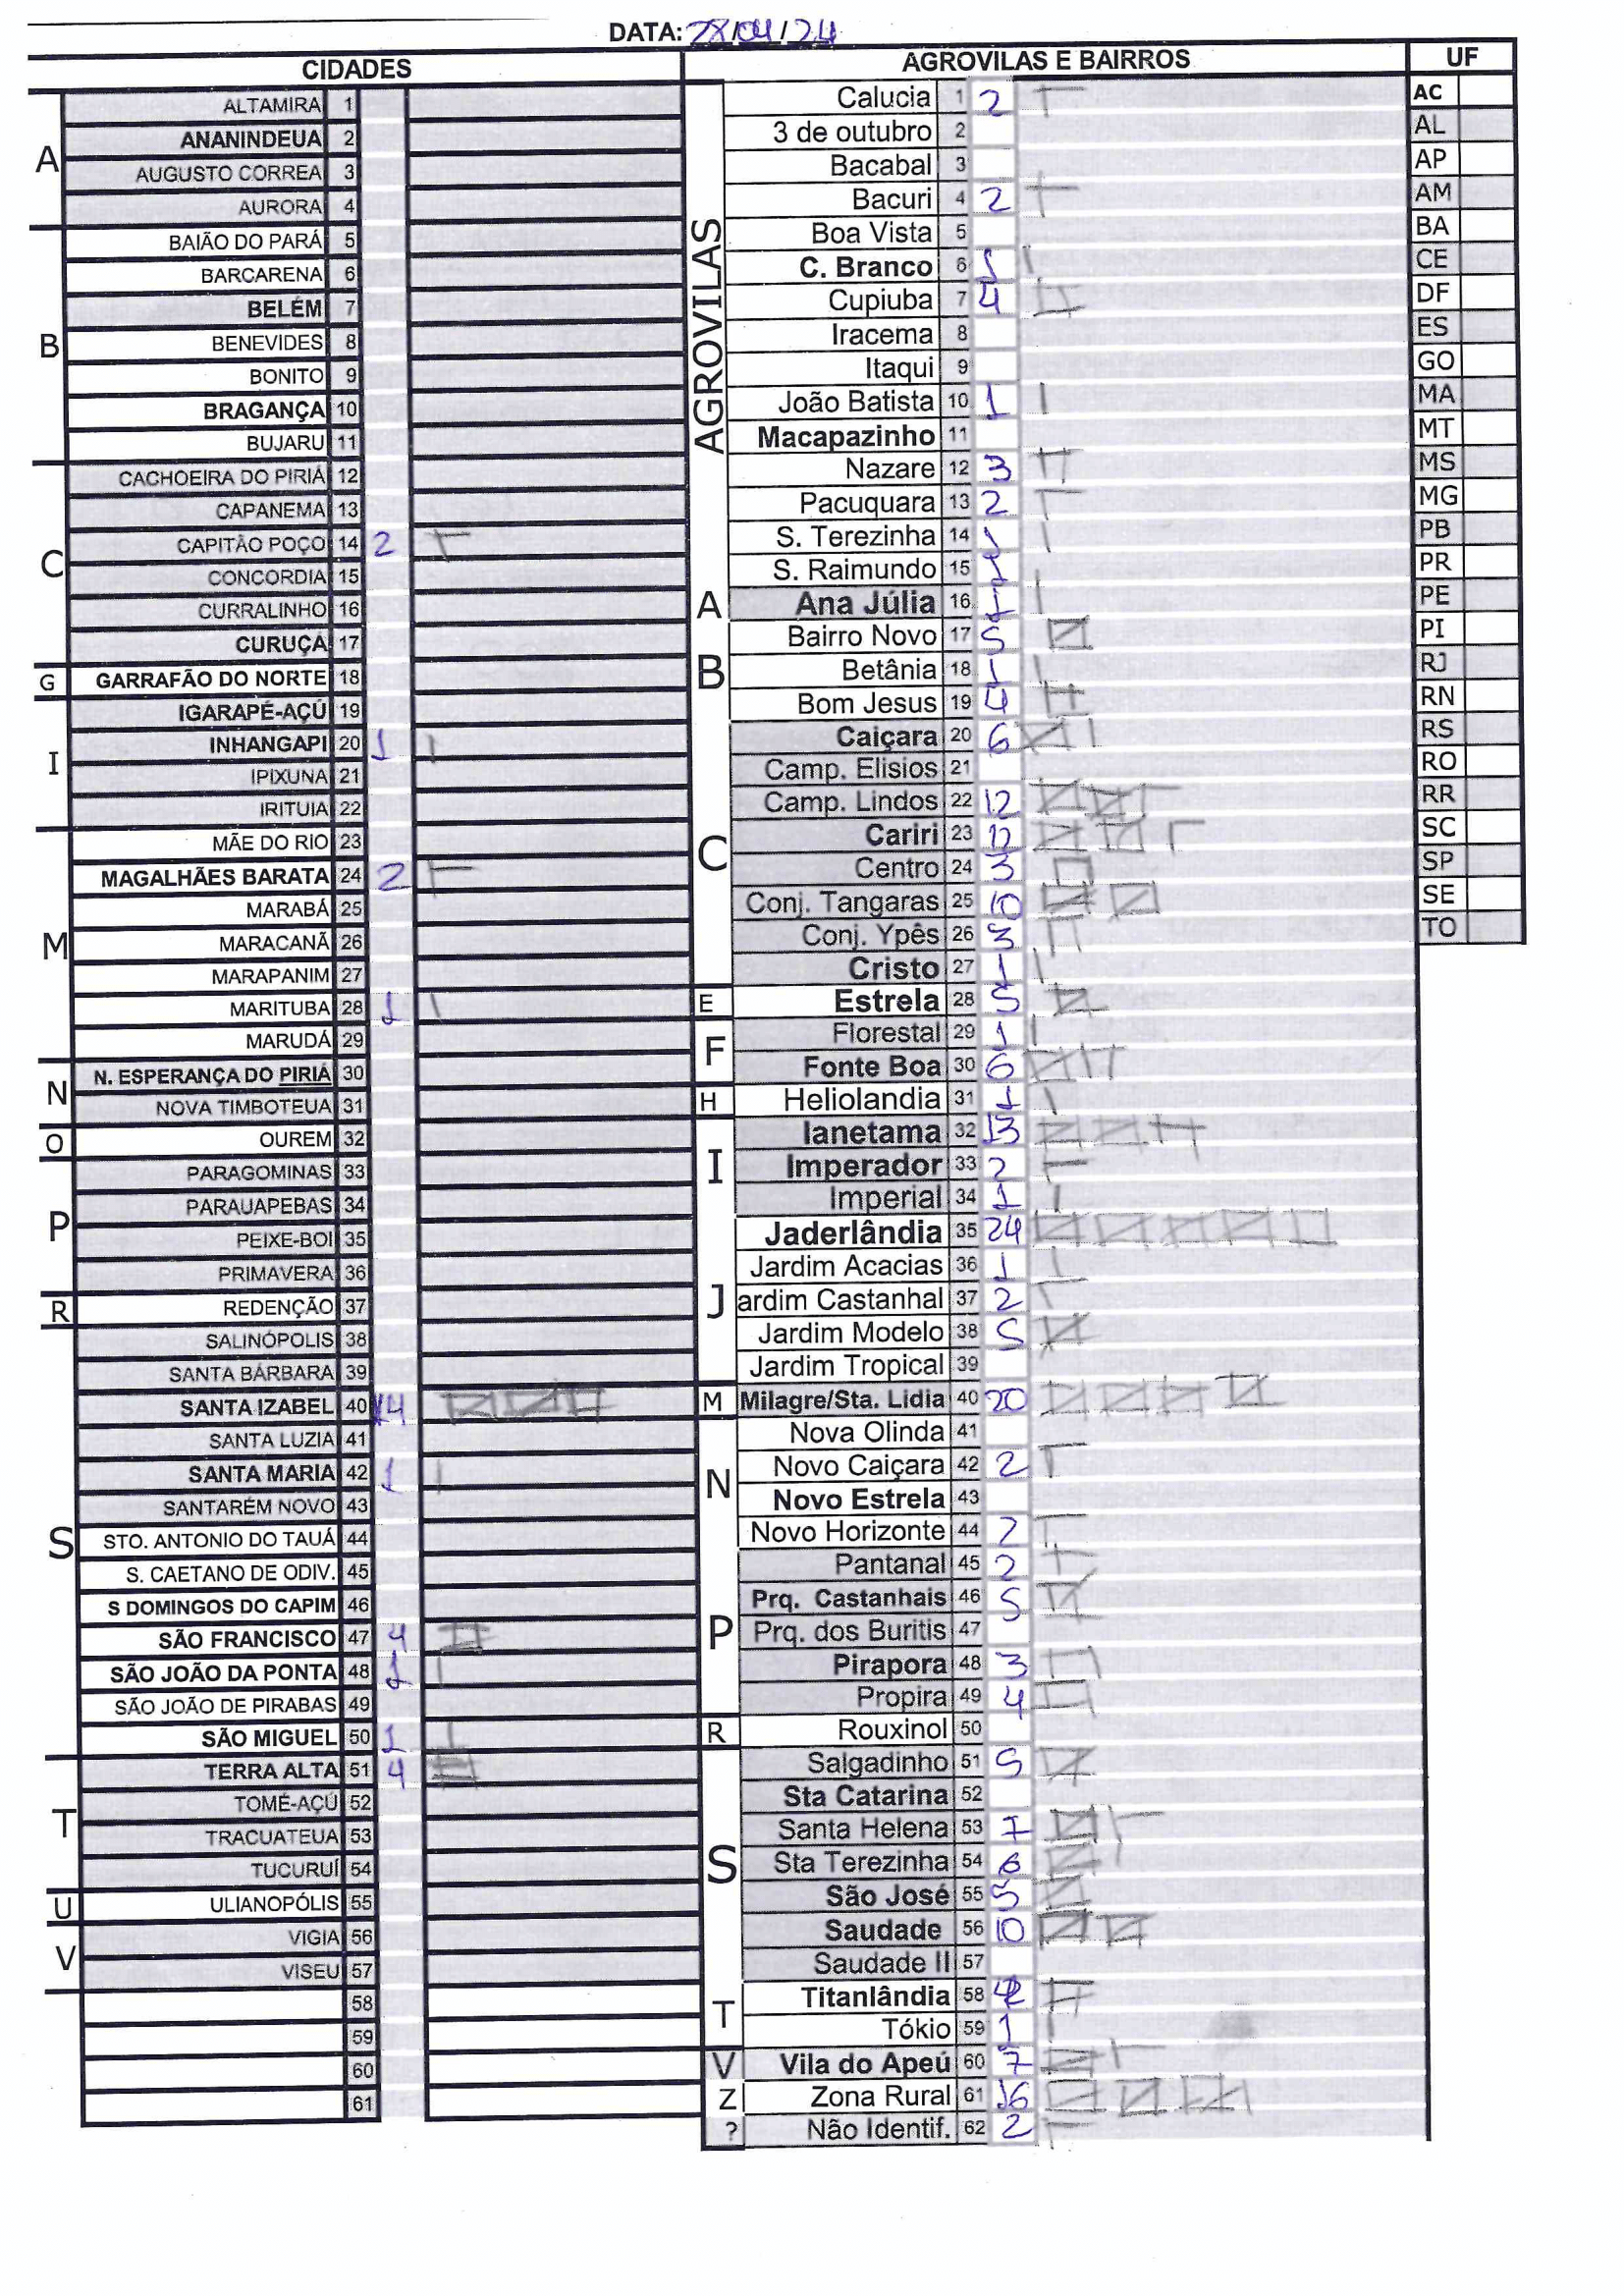 DATA: 28/04/24
CIDADES
A
ALTAMIRA 1
ANANINDEUA 2
AUGUSTO CORREA 3
AURORA 4
B
BAIÃO DO PARÁ 5
BARCARENA 6
BELÉM 7
BENEVIDES 8
BONITO 9
BRAGANÇA 10
BUJARU 11
C
CACHOEIRA DO PIRIÁ 12
CAPANEMA 13
CAPITÃO POÇO 14 2
CONCORDIA 15
CURRALINHO 16
CURUÇÁ 17
G
GARRAFÃO DO NORTE 18
I
IGARAPÉ-AÇÚ 19
INHANGAPI 20 1
IPIXUNA 21
IRITUIA 22
M
MÃE DO RIO 23
MAGALHÃES BARATA 24 2
MARABÁ 25
MARACANÃ 26
MARAPANIM 27
MARITUBA 28 1
MARUDÁ 29
N
N. ESPERANÇA DO PIRIÁ 30
NOVA TIMBOTEUA 31
O
OUREM 32
P
PARAGOMINAS 33
PARAUAPEBAS 34
PEIXE-BOI 35
PRIMAVERA 36
R
REDENÇÃO 37
S
SALINÓPOLIS 38
SANTA BÁRBARA 39
SANTA IZABEL 40 14
SANTA LUZIA 41
SANTA MARIA 42 1
SANTARÉM NOVO 43
STO. ANTONIO DO TAUÁ 44
S. CAETANO DE ODIV. 45
S DOMINGOS DO CAPIM 46
SÃO FRANCISCO 47 4
SÃO JOÃO DA PONTA 48 1
SÃO JOÃO DE PIRABAS 49
SÃO MIGUEL 50 1
T
TERRA ALTA 51 4
TOMÉ-AÇÚ 52
TRACUATEUA 53
TUCURUÍ 54
U
ULIANOPÓLIS 55
V
VIGIA 56
VISEU 57
58
59
60
61
AGROVILAS E BAIRROS
AGROVILAS
Calucia 1 2
3 de outubro 2
Bacabal 3
Bacuri 4 2
Boa Vista 5
C. Branco 6 1
Cupiuba 7 4
Iracema 8
Itaqui 9
João Batista 10 1
Macapazinho 11
Nazare 12 3
Pacuquara 13 2
S. Terezinha 14 1
S. Raimundo 15 1
A
Ana Júlia 16 1
B
Bairro Novo 17 5
Betânia 18 1
Bom Jesus 19 4
C
Caiçara 20 6
Camp. Elisios 21
Camp. Lindos 22 12
Cariri 23 12
Centro 24 3
Conj. Tangaras 25 10
Conj. Ypês 26 3
Cristo 27 1
E
Estrela 28 5
F
Florestal 29 1
Fonte Boa 30 6
H
Heliolandia 31 1
I
Ianetama 32 13
Imperador 33 2
Imperial 34 1
J
Jaderlândia 35 24
Jardim Acacias 36 1
ardim Castanhal 37 2
Jardim Modelo 38 5
Jardim Tropical 39
M
Milagre/Sta. Lidia 40 20
N
Nova Olinda 41
Novo Caiçara 42 2
Novo Estrela 43
Novo Horizonte 44 2
P
Pantanal 45 2
Prq. Castanhais 46 5
Prq. dos Buritis 47
Pirapora 48 3
Propira 49 4
R
Rouxinol 50
S
Salgadinho 51 5
Sta Catarina 52
Santa Helena 53 7
Sta Terezinha 54 6
São José 55 5
Saudade 56 10
Saudade II 57
T
Titanlândia 58
Tókio 59 1
V
Vila do Apeú 60 7
Z
Zona Rural 61 16
?
Não Identif. 62 2
UF
AC
AL
AP
AM
BA
CE
DF
ES
GO
MA
MT
MS
MG
PB
PR
PE
PI
RJ
RN
RS
RO
RR
SC
SP
SE
TO